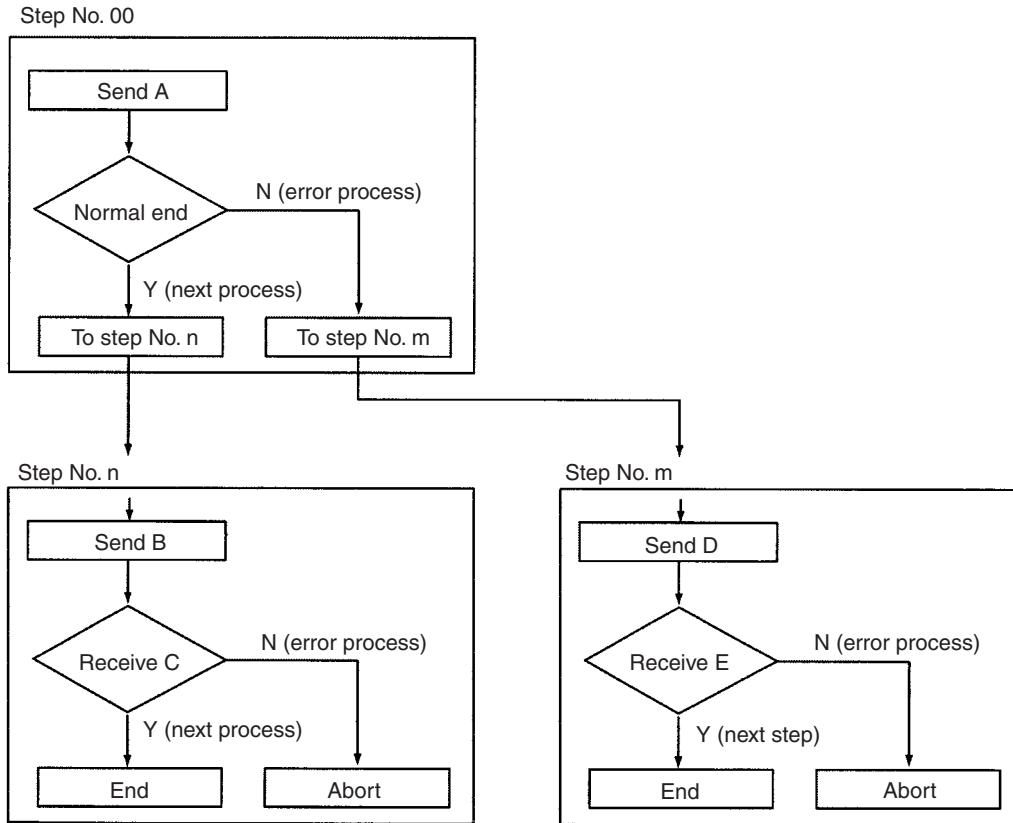 Step No. 00
Send A
Normal end
N (error process)
Y (next process)
To step No. n
To step No. m
Step No. n
Send B
Receive C
N (error process)
Y (next process)
End
Abort
Step No. m
Send D
Receive E
N (error process)
Y (next step)
End
Abort